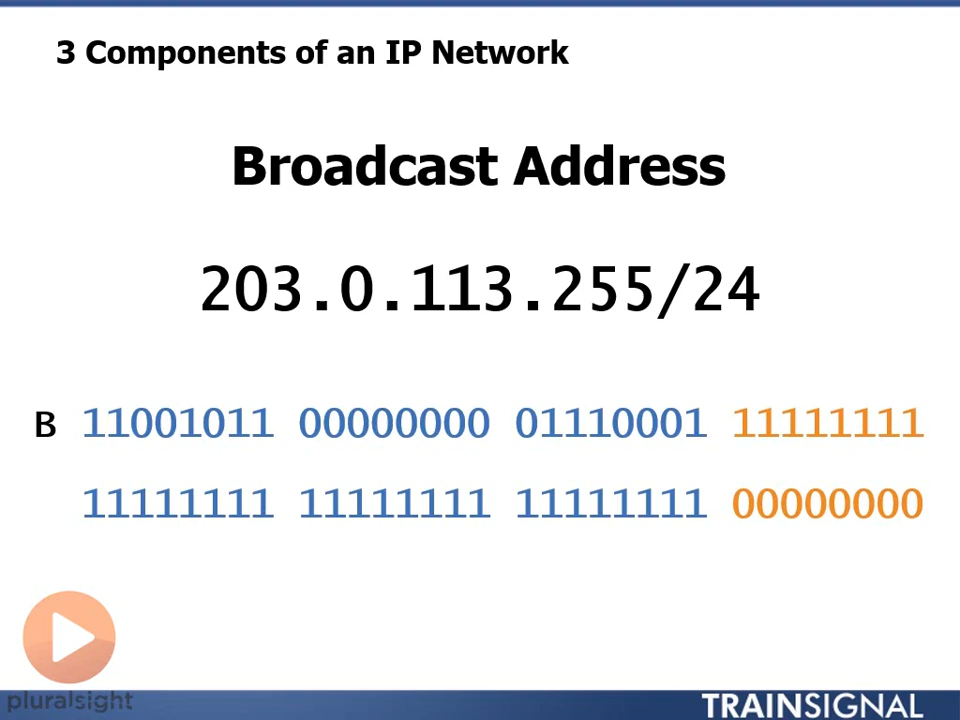 3 Components of an IP Network
Broadcast Address
203.0.113.255/24
B 11001011 00000000 01110001 11111111
11111111 11111111 11111111 00000000
pluralsight
TRAINSIGNAL